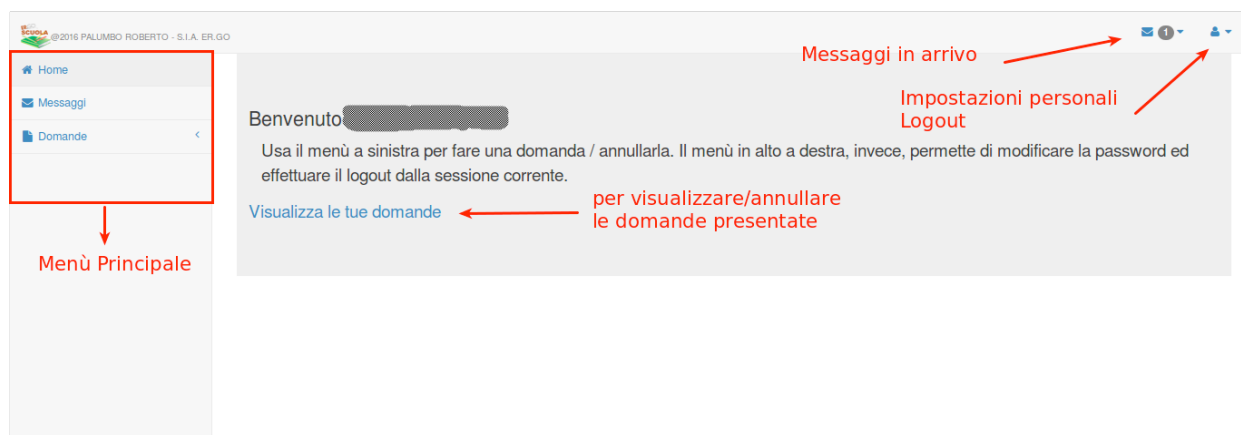 ER
SCUOLA
@2016 PALUMBO ROBERTO - S.I.A. ER.GO
1
Messaggi in arrivo
Home
Messaggi
Domande
Impostazioni personali
Logout
Benvenuto
Usa il menù a sinistra per fare una domanda / annullarla. Il menù in alto a destra, invece, permette di modificare la password ed
effettuare il logout dalla sessione corrente.
Visualizza le tue domande
per visualizzare/annullare
le domande presentate
Menù Principale